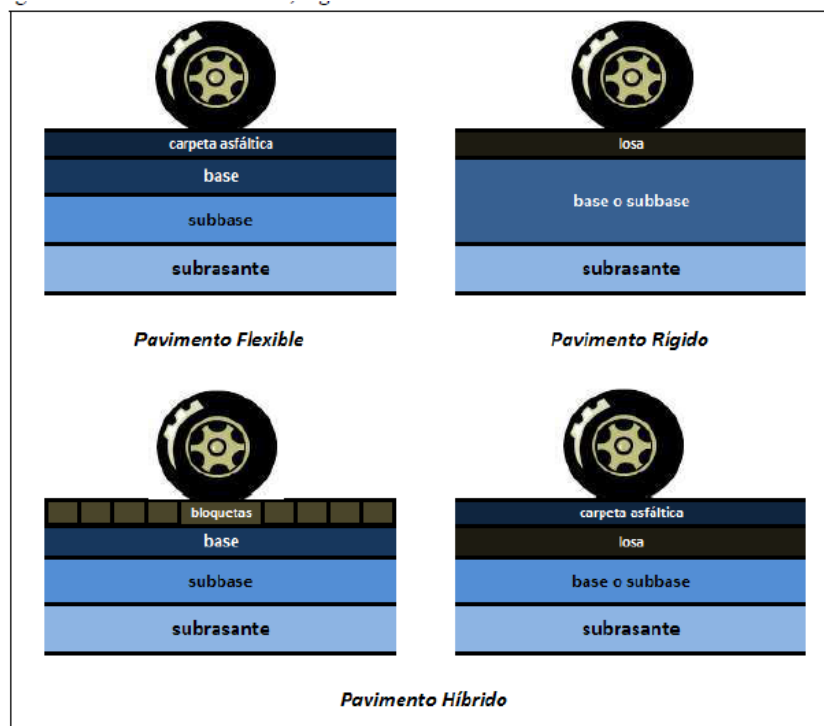 carpeta asfáltica
base
subbase
subrasante
Pavimento Flexible
losa
base o subbase
subrasante
Pavimento Rígido
bloquetas
base
subbase
subrasante
carpeta asfáltica
losa
base o subbase
subrasante
Pavimento Híbrido